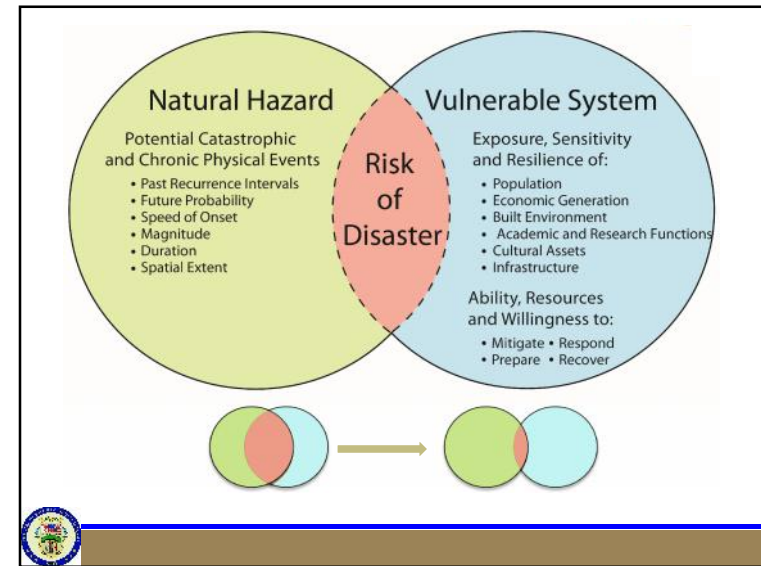 Natural Hazard
Potential Catastrophic
and Chronic Physical Events
• Past Recurrence Intervals
• Future Probability
• Speed of Onset
• Magnitude
• Duration
• Spatial Extent
Risk
of
Disaster
Vulnerable System
Exposure, Sensitivity
and Resilience of:
• Population
• Economic Generation
• Built Environment
• Academic and Research Functions
• Cultural Assets
• Infrastructure
Ability, Resources
and Willingness to:
• Mitigate • Respond
• Prepare • Recover